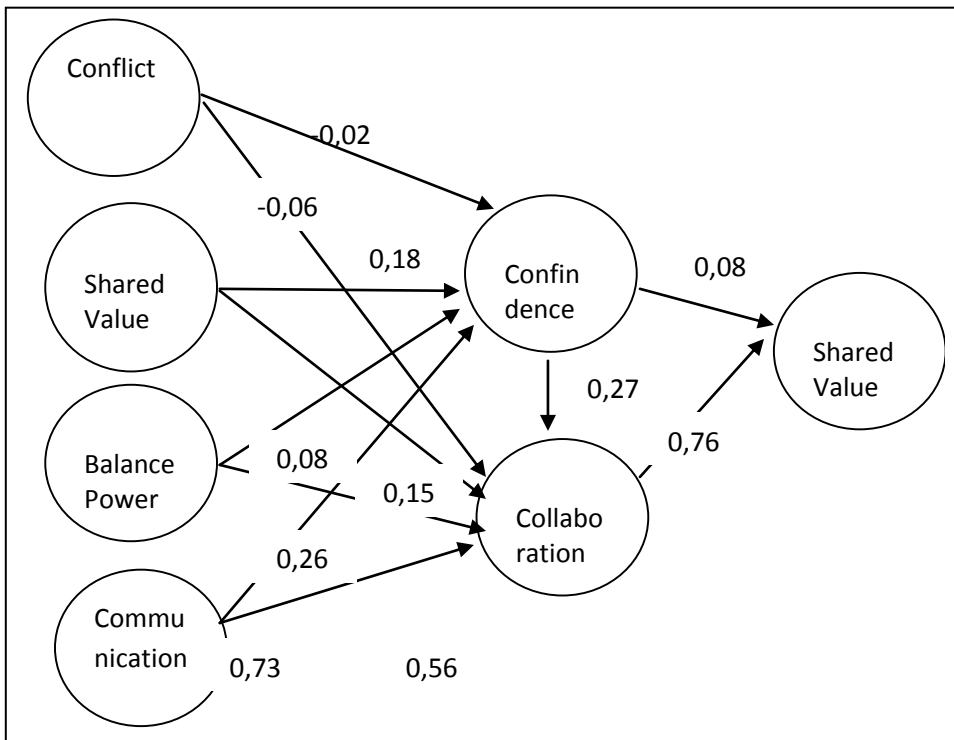 Conflict
-0,02
-0,06
0,18
Shared
Value
Confin
dence
0,08
Shared
Value
0,27
0,76
Balance
Power
0,08
0,15
Collabo
ration
0,26
Commu
nication
0,73
0,56